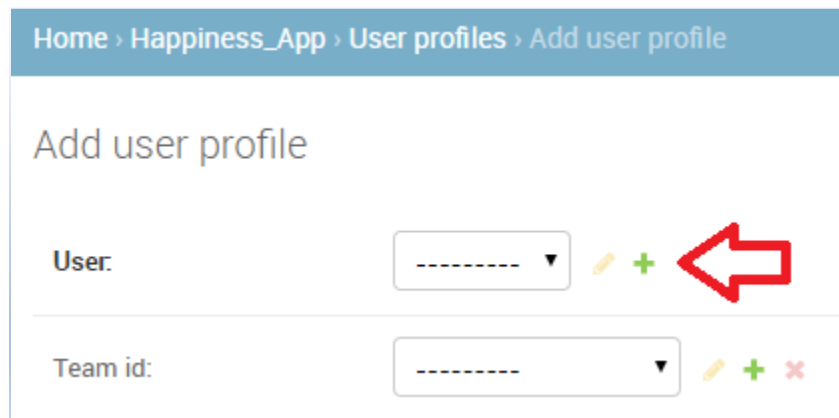 Home › Happiness_App › User profiles › Add user profile
Add user profile
User: ---------
Team id: ---------